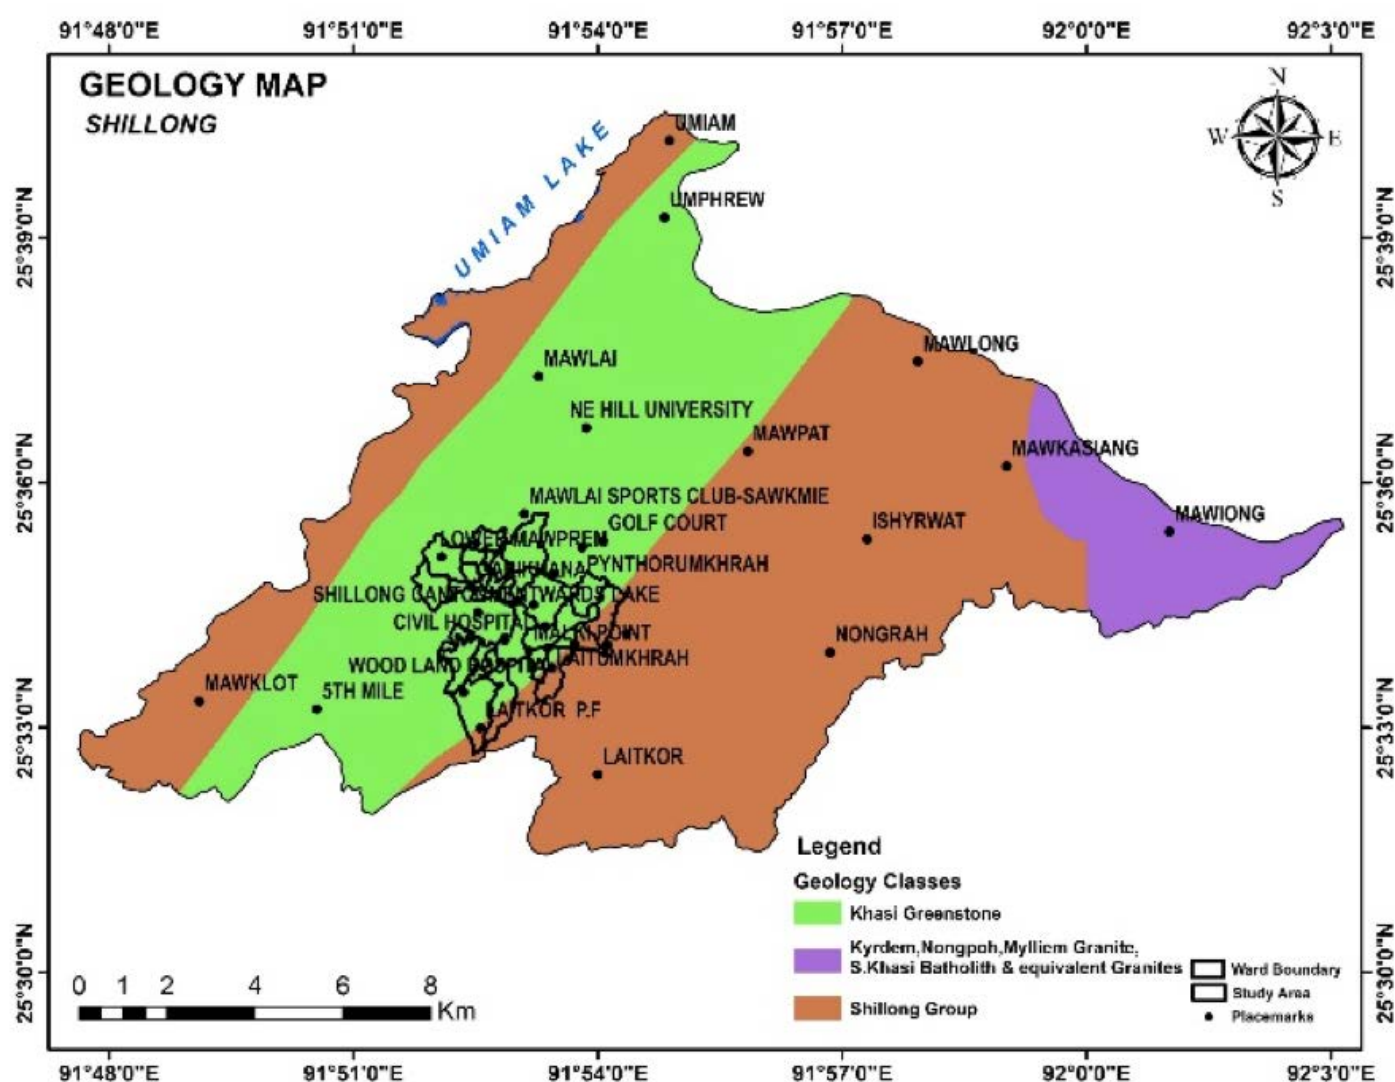 91°48'0"E 91°51'0"E 91°54'0"E 91°57'0"E 92°0'0"E 92°3'0"E
GEOLOGY MAP
SHILLONG
N
W E
S
UMIAM LAKE
UMIAM
UMPHREW
25°39'0"N 25°39'0"N
MAWLONG
MAWLAI
NE HILL UNIVERSITY
MAWPAT
MAWKASIANG
25°36'0"N 25°36'0"N
MAWLAI SPORTS CLUB-SAWKMIE
MAWIONG
GOLF COURT
ISHYRWAT
LOWER MAWPREM
PYNTHORUMKHRAH
SHILLONG CANTONMENT WARDS LAKE
CIVIL HOSPITAL
MALKI POINT
NONGRAH
WOOD LAND HOSPITAL
LAITUMKHRAH
MAWKLOT
5TH MILE
LAITKOR P.F
25°33'0"N 25°33'0"N
LAITKOR
Legend
Geology Classes
Khasi Greenstone
Kyrdem,Nongpoh,Mylliem Granite,
S.Khasi Batholith & equivalent Granites
Shillong Group
Ward Boundary
Study Area
Placemarks
25°30'0"N 25°30'0"N
0 1 2 4 6 8
Km
91°48'0"E 91°51'0"E 91°54'0"E 91°57'0"E 92°0'0"E 92°3'0"E